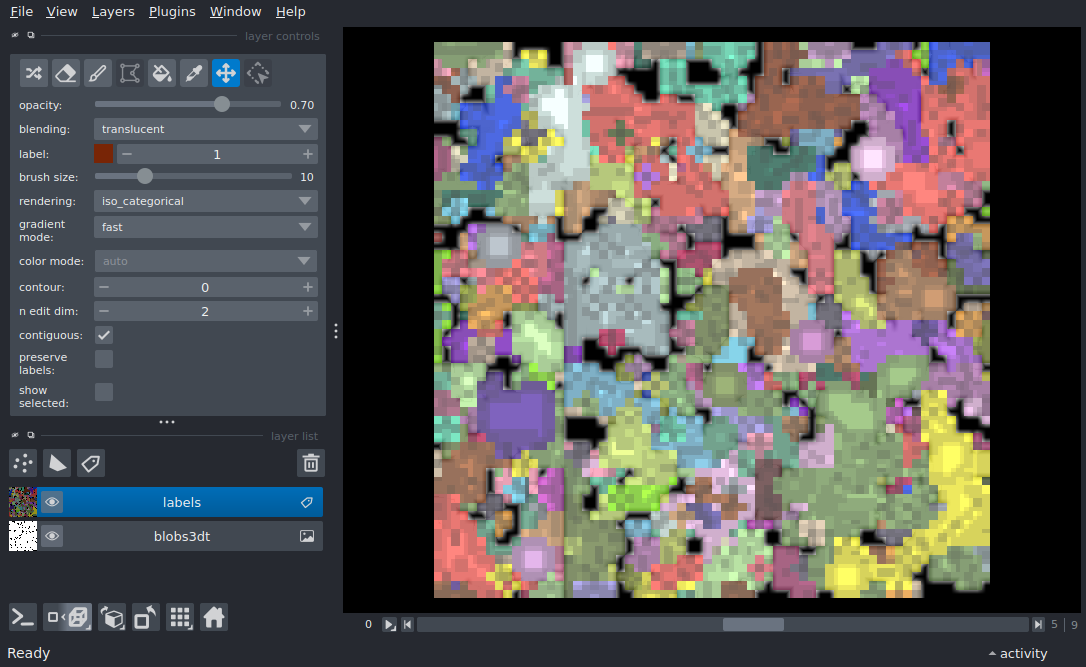 File View Layers Plugins Window Help
layer controls
opacity: 0.70
blending: translucent
label: 1
brush size: 10
rendering: iso_categorical
gradient
mode: fast
color mode: auto
contour: 0
n edit dim: 2
contiguous:
preserve
labels:
show
selected:
layer list
labels
blobs3dt
0 5 | 9
Ready activity